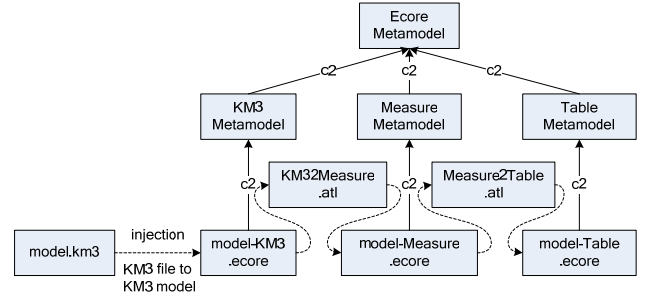 Ecore
Metamodel
c2
c2
c2
KM3
Metamodel
Measure
Metamodel
Table
Metamodel
c2
KM32Measure
.atl
c2
Measure2Table
.atl
c2
model.km3
injection
KM3 file to
KM3 model
model-KM3
.ecore
model-Measure
.ecore
model-Table
.ecore